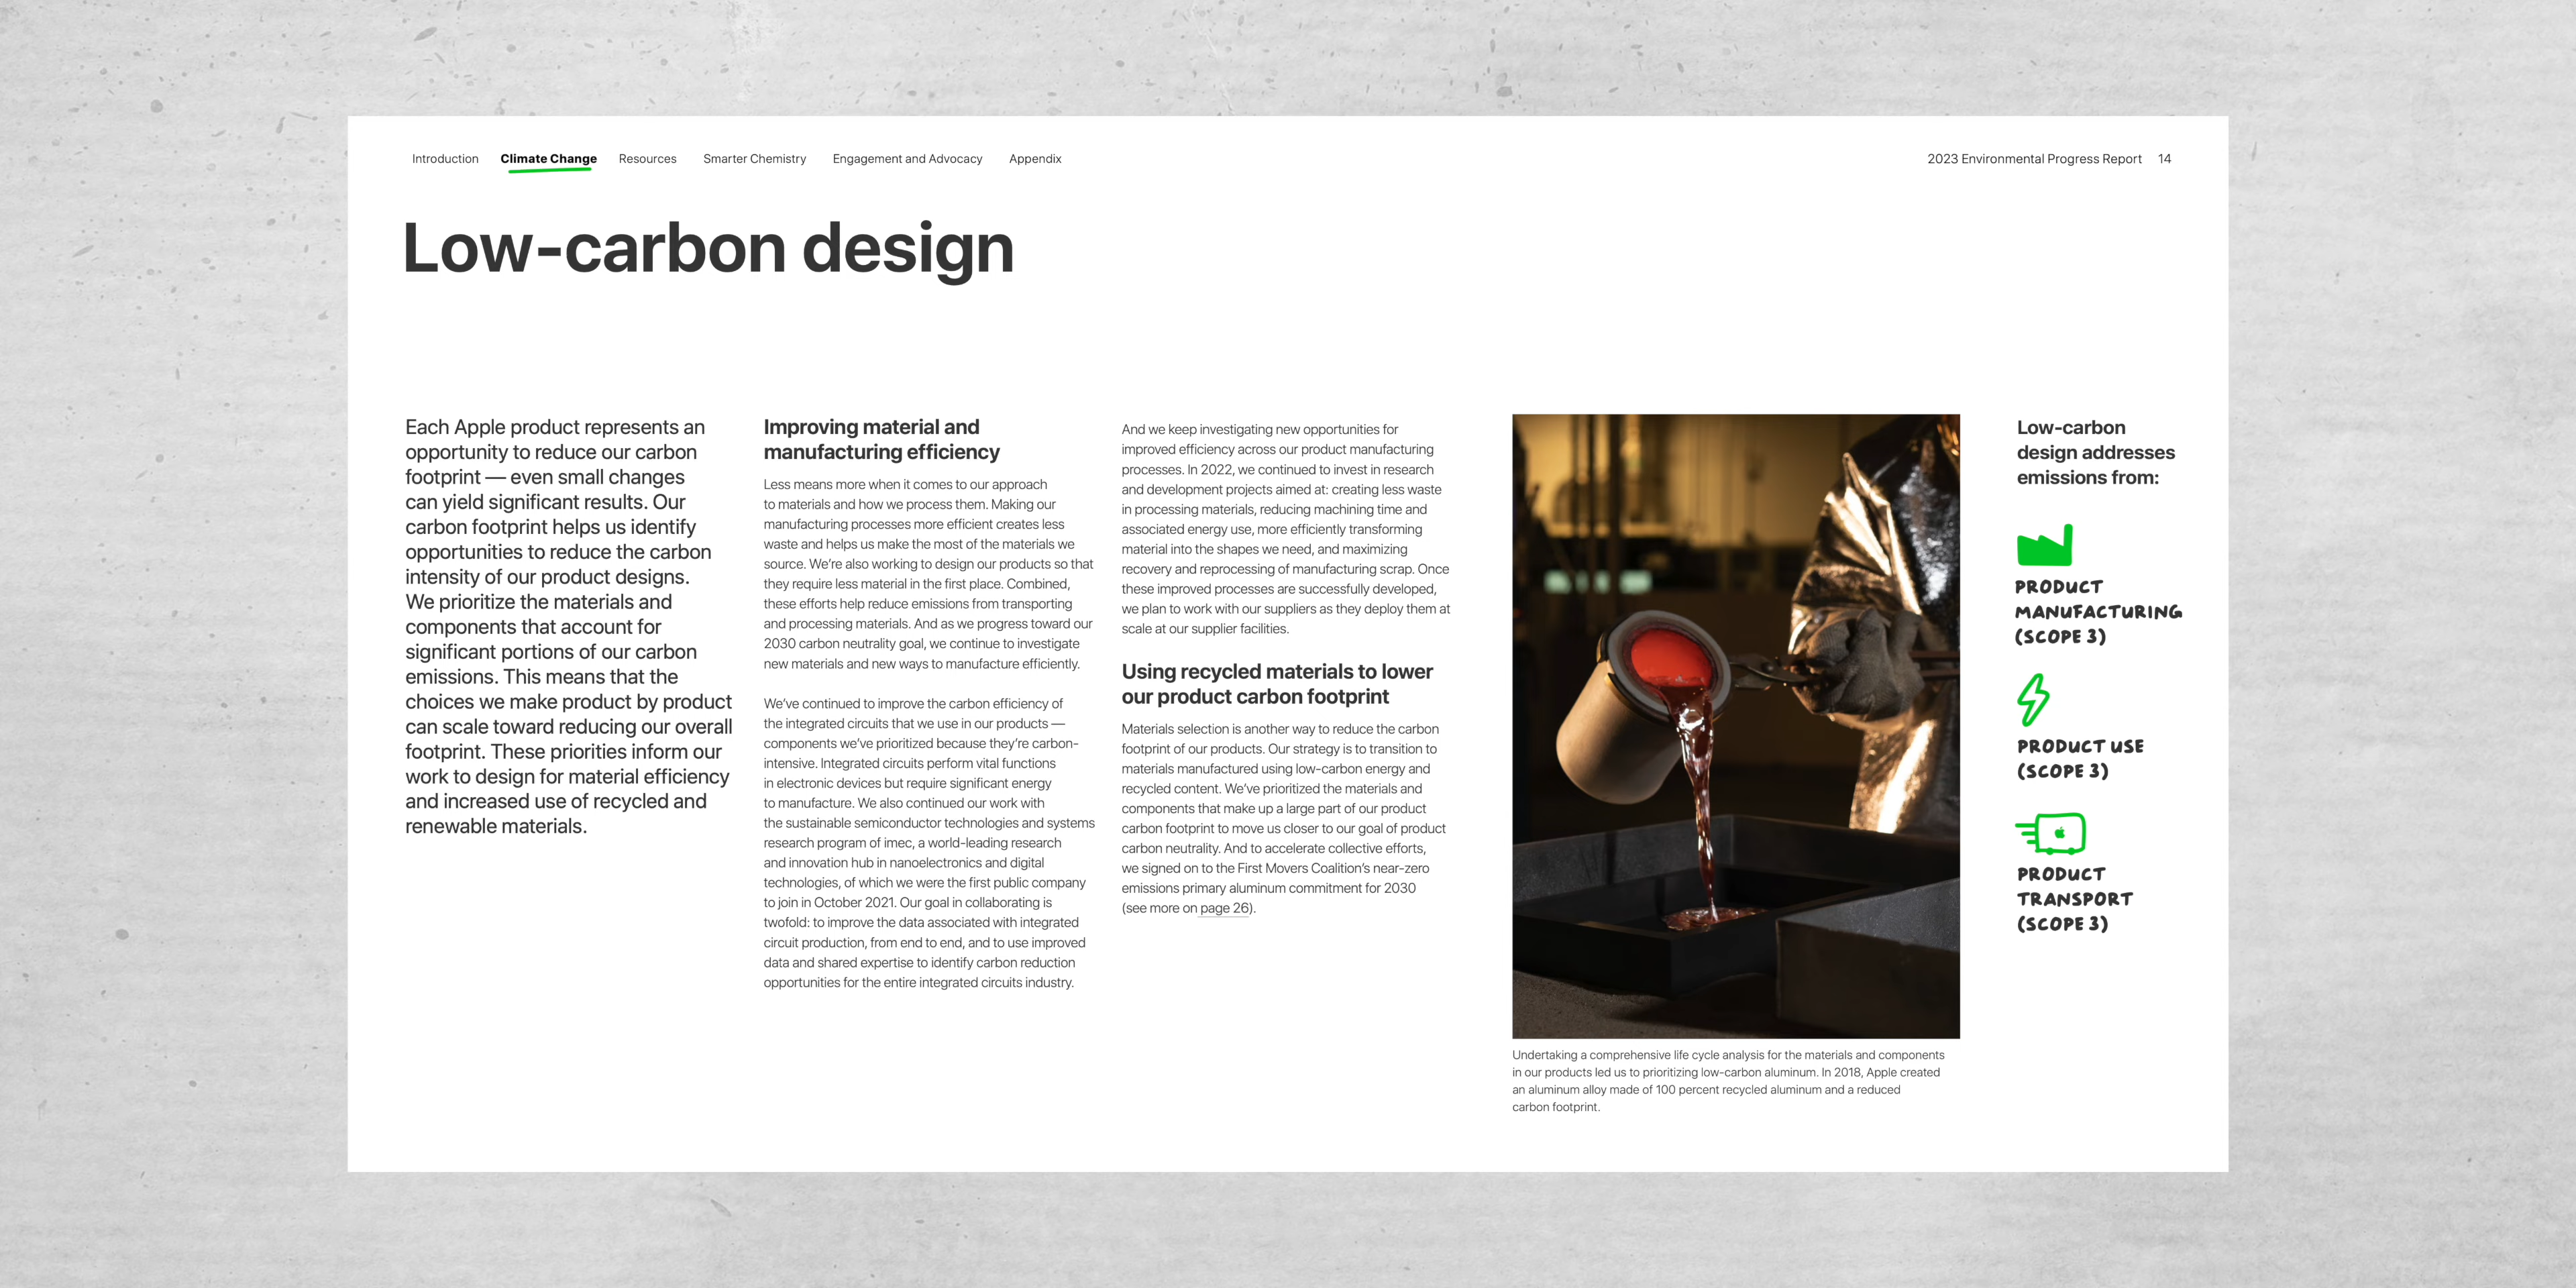 Introduction
Climate Change
Resources
Smarter Chemistry
Engagement and Advocacy
Appendix
2023 Environmental Progress Report
14
Low-carbon design
Each Apple product represents an
opportunity to reduce our carbon
footprint — even small changes
can yield significant results. Our
carbon footprint helps us identify
opportunities to reduce the carbon
intensity of our product designs.
We prioritize the materials and
components that account for
significant portions of our carbon
emissions. This means that the
choices we make product by product
can scale toward reducing our overall
footprint. These priorities inform our
work to design for material efficiency
and increased use of recycled and
renewable materials.
Improving material and
manufacturing efficiency
Less means more when it comes to our approach
to materials and how we process them. Making our
manufacturing processes more efficient creates less
waste and helps us make the most of the materials we
source. We’re also working to design our products so that
they require less material in the first place. Combined,
these efforts help reduce emissions from transporting
and processing materials. And as we progress toward our
2030 carbon neutrality goal, we continue to investigate
new materials and new ways to manufacture efficiently.
We’ve continued to improve the carbon efficiency of
the integrated circuits that we use in our products —
components we’ve prioritized because they’re carbon-
intensive. Integrated circuits perform vital functions
in electronic devices but require significant energy
to manufacture. We also continued our work with
the sustainable semiconductor technologies and systems
research program of imec, a world-leading research
and innovation hub in nanoelectronics and digital
technologies, of which we were the first public company
to join in October 2021. Our goal in collaborating is
twofold: to improve the data associated with integrated
circuit production, from end to end, and to use improved
data and shared expertise to identify carbon reduction
opportunities for the entire integrated circuits industry.
And we keep investigating new opportunities for
improved efficiency across our product manufacturing
processes. In 2022, we continued to invest in research
and development projects aimed at: creating less waste
in processing materials, reducing machining time and
associated energy use, more efficiently transforming
material into the shapes we need, and maximizing
recovery and reprocessing of manufacturing scrap. Once
these improved processes are successfully developed,
we plan to work with our suppliers as they deploy them at
scale at our supplier facilities.
Using recycled materials to lower
our product carbon footprint
Materials selection is another way to reduce the carbon
footprint of our products. Our strategy is to transition to
materials manufactured using low-carbon energy and
recycled content. We’ve prioritized the materials and
components that make up a large part of our product
carbon footprint to move us closer to our goal of product
carbon neutrality. And to accelerate collective efforts,
we signed on to the First Movers Coalition’s near-zero
emissions primary aluminum commitment for 2030
(see more on page 26).
Undertaking a comprehensive life cycle analysis for the materials and components
in our products led us to prioritizing low-carbon aluminum. In 2018, Apple created
an aluminum alloy made of 100 percent recycled aluminum and a reduced
carbon footprint.
Low-carbon
design addresses
emissions from:
PRODUCT
MANUFACTURING
(SCOPE 3)
PRODUCT USE
(SCOPE 3)
PRODUCT
TRANSPORT
(SCOPE 3)